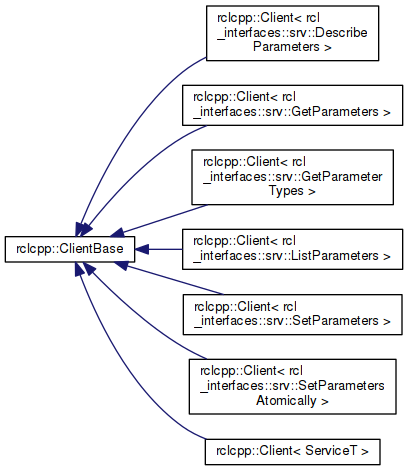 rclcpp::Client< rcl
_interfaces::srv::Describe
Parameters >
rclcpp::Client< rcl
_interfaces::srv::GetParameters >
rclcpp::Client< rcl
_interfaces::srv::GetParameter
Types >
rclcpp::ClientBase
rclcpp::Client< rcl
_interfaces::srv::ListParameters >
rclcpp::Client< rcl
_interfaces::srv::SetParameters >
rclcpp::Client< rcl
_interfaces::srv::SetParameters
Atomically >
rclcpp::Client< ServiceT >